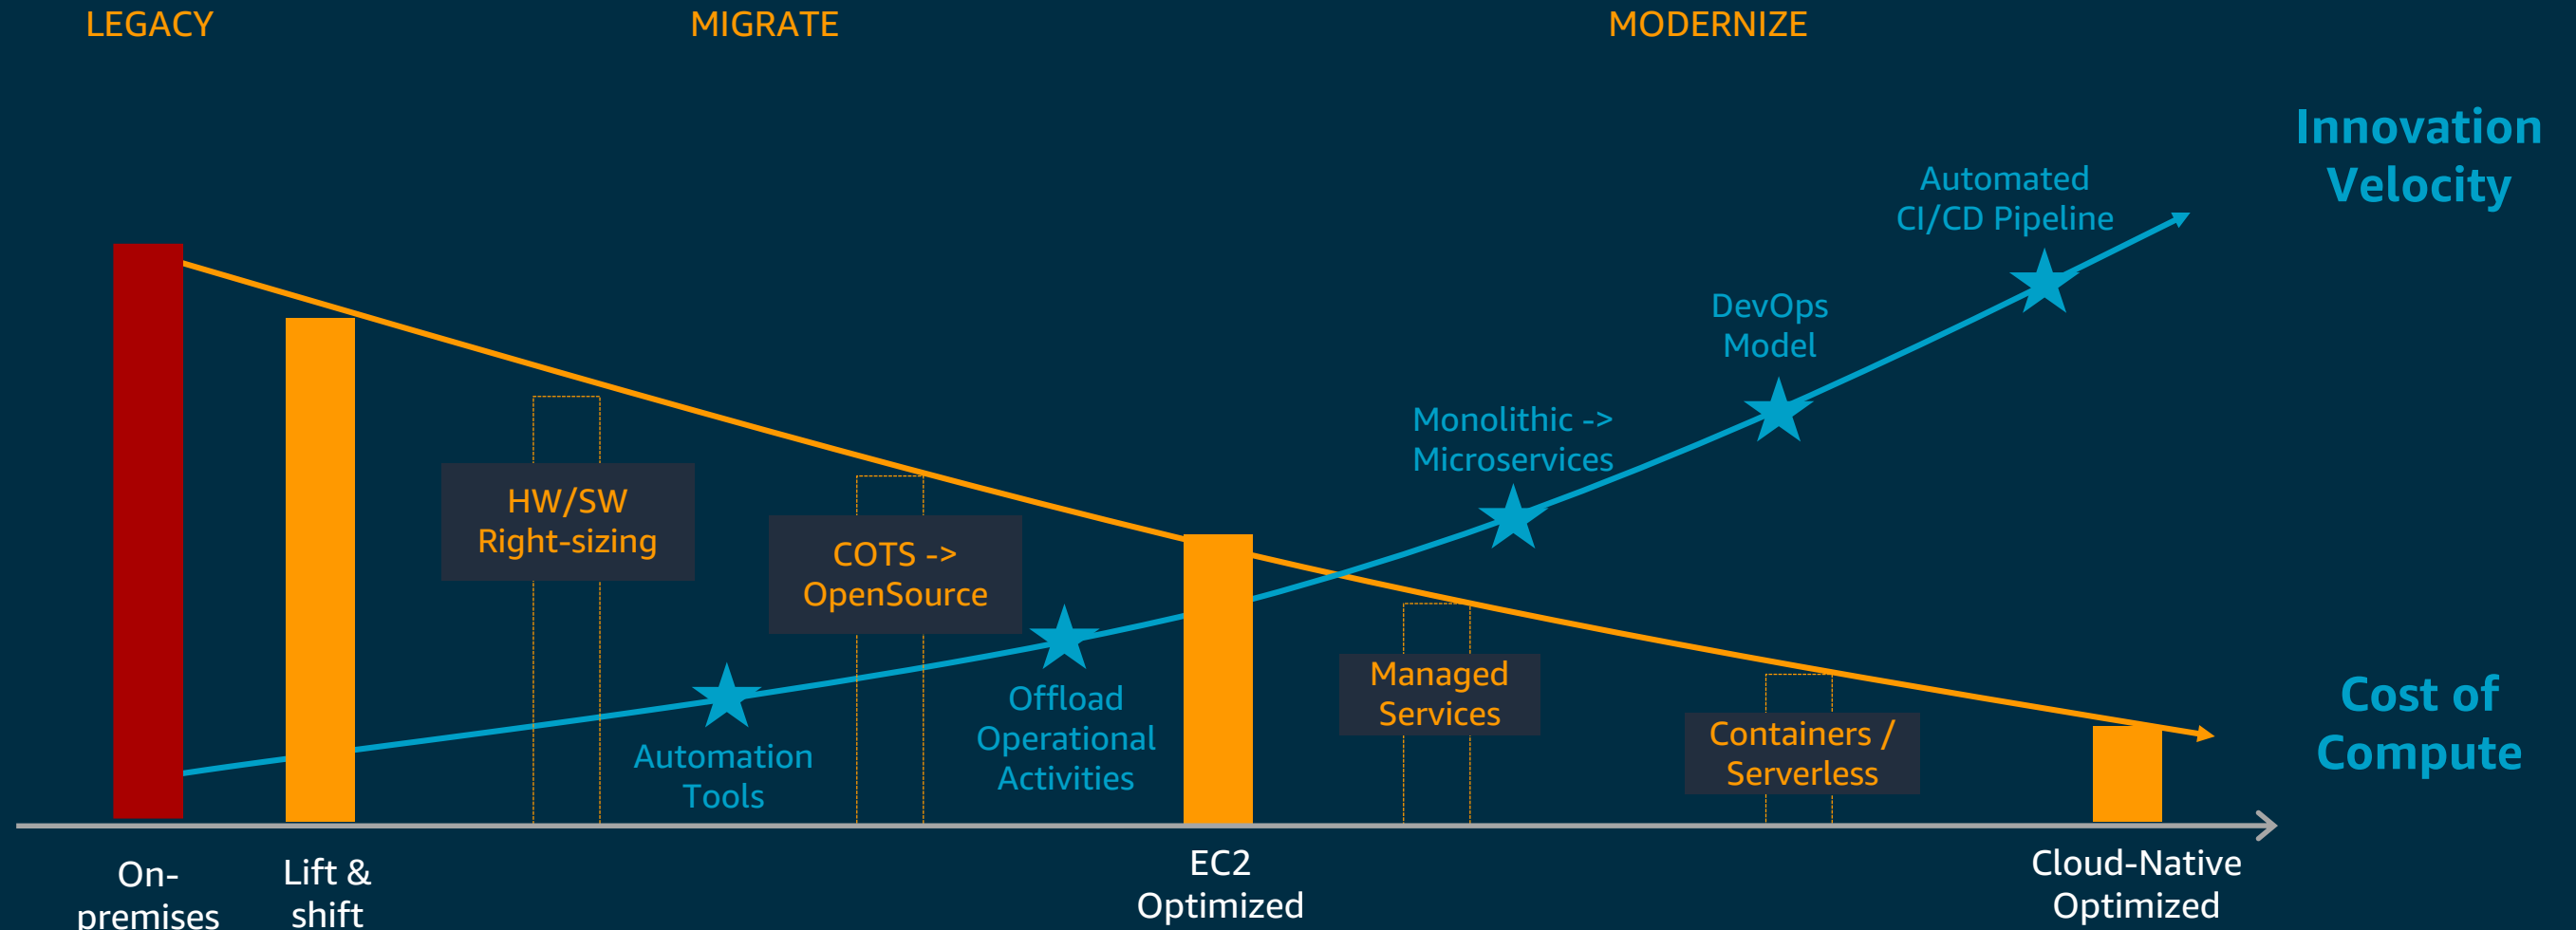 LEGACY
MIGRATE
MODERNIZE
Innovation
Velocity
Automated
CI/CD Pipeline
DevOps
Model
Monolithic ->
Microservices
HW/SW
Right-sizing
COTS ->
OpenSource
Automation
Tools
Offload
Operational
Activities
Managed
Services
Containers /
Serverless
Cost of
Compute
On-
premises
Lift &
shift
EC2
Optimized
Cloud-Native
Optimized